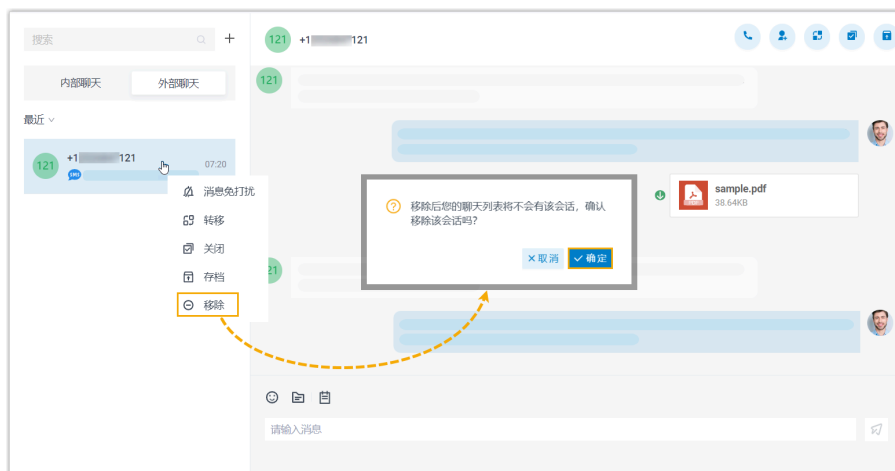 搜索
121
+1 121
内部聊天
外部聊天
121
最近
121
+1 121
SMS
07:20
消息免打扰
sample.pdf
38.64KB
转移
移除后您的聊天列表将不会有该会话，确认
移除该会话吗?
关闭
取消
确定
存档
21
移除
请输入消息